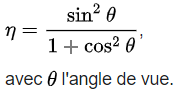 η = sin² θ / (1 + cos² θ),
avec θ l'angle de vue.